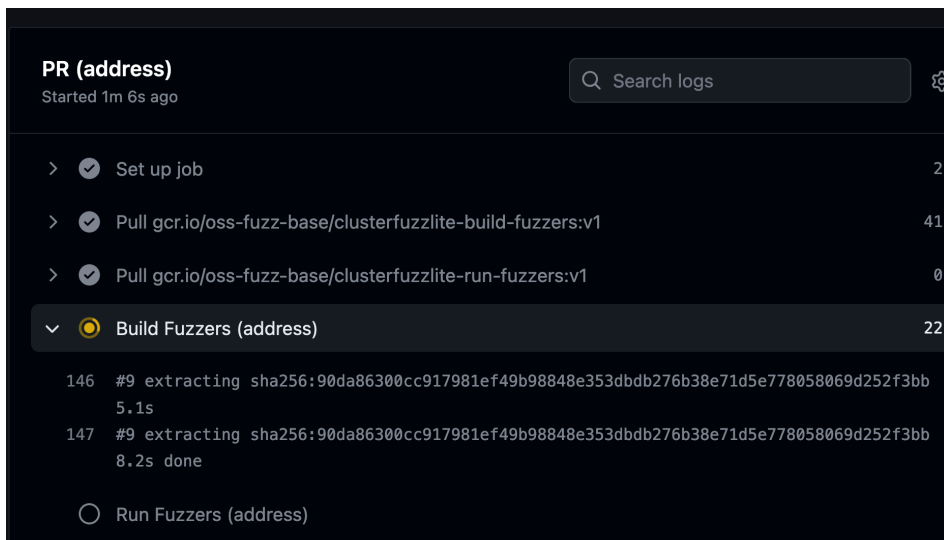 PR (address)
Started 1m 6s ago
Search logs
Set up job 2
Pull gcr.io/oss-fuzz-base/clusterfuzzlite-build-fuzzers:v1 41
Pull gcr.io/oss-fuzz-base/clusterfuzzlite-run-fuzzers:v1 0
Build Fuzzers (address) 22
146 #9 extracting sha256:90da86300cc917981ef49b98848e353dbdb276b38e71d5e778058069d252f3bb
5.1s
147 #9 extracting sha256:90da86300cc917981ef49b98848e353dbdb276b38e71d5e778058069d252f3bb
8.2s done
Run Fuzzers (address)